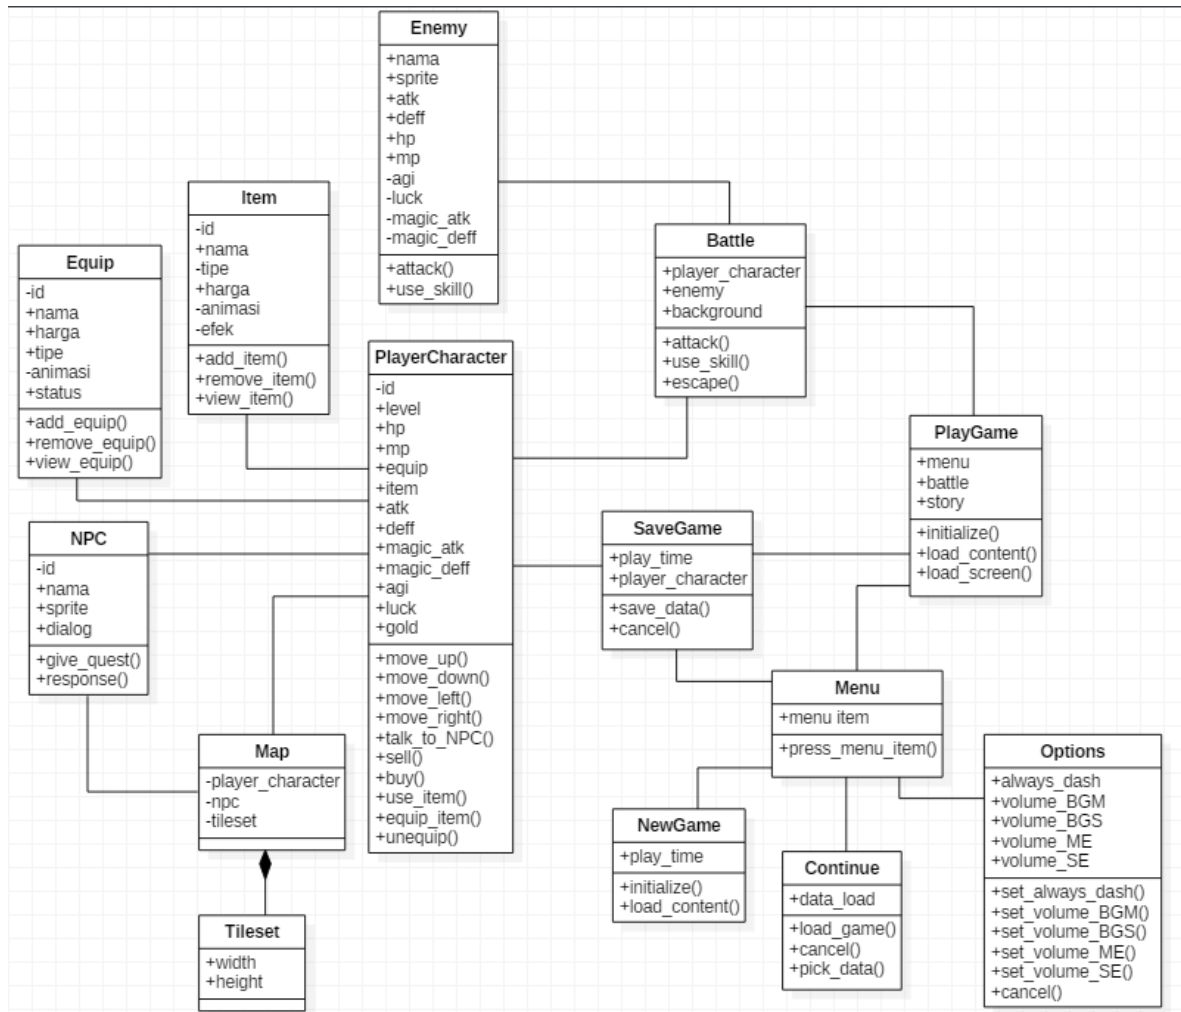 Enemy
+nama
+sprite
+atk
+deff
+hp
+mp
-agi
-luck
-magic_atk
-magic_deff
+attack()
+use_skill()
Item
-id
+nama
-tipe
+harga
-animasi
-efek
+add_item()
+remove_item()
+view_item()
Equip
-id
+nama
+harga
+tipe
-animasi
+status
+add_equip()
+remove_equip()
+view_equip()
Battle
+player_character
+enemy
+background
+attack()
+use_skill()
+escape()
PlayerCharacter
-id
+level
+hp
+mp
+equip
+item
+atk
+deff
+magic_atk
+magic_deff
+agi
+luck
+gold
+move_up()
+move_down()
+move_left()
+move_right()
+talk_to_NPC()
+sell()
+buy()
+use_item()
+equip_item()
+unequip()
PlayGame
+menu
+battle
+story
+initialize()
+load_content()
+load_screen()
NPC
-id
+nama
+sprite
+dialog
+give_quest()
+response()
SaveGame
+play_time
+player_character
+save_data()
+cancel()
Menu
+menu item
+press_menu_item()
Map
-player_character
-npc
-tileset
Options
+always_dash
+volume_BGM
+volume_BGS
+volume_ME
+volume_SE
+set_always_dash()
+set_volume_BGM()
+set_volume_BGS()
+set_volume_ME()
+set_volume_SE()
+cancel()
NewGame
+play_time
+initialize()
+load_content()
Continue
+data_load
+load_game()
+cancel()
+pick_data()
Tileset
+width
+height